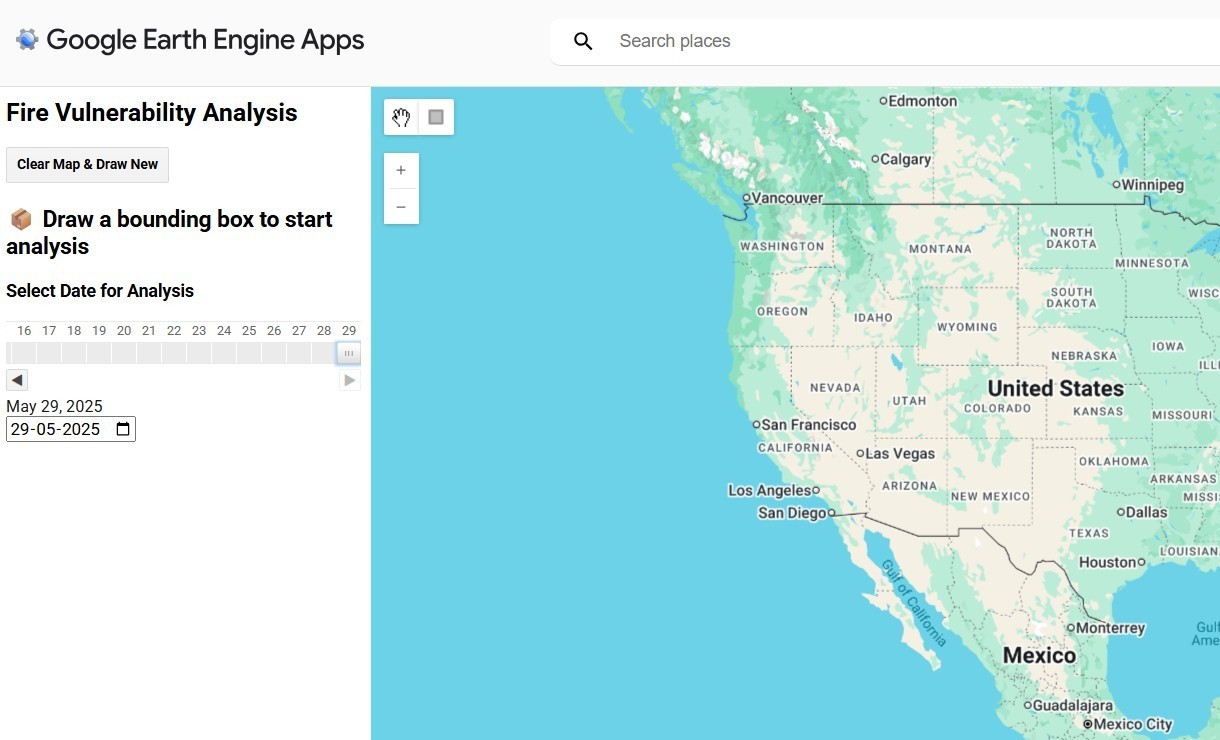 Google Earth Engine Apps
Search places
Fire Vulnerability Analysis
Clear Map & Draw New
📦 Draw a bounding box to start
analysis
Select Date for Analysis
16 17 18 19 20 21 22 23 24 25 26 27 28 29
May 29, 2025
29-05-2025
+
−
Edmonton
Calgary
Winnipeg
Vancouver
WASHINGTON
MONTANA
NORTH
DAKOTA
MINNESOTA
SOUTH
DAKOTA
WISC
OREGON
IDAHO
WYOMING
IOWA
NEBRASKA
ILL
NEVADA
UTAH
United States
COLORADO
KANSAS
MISSOURI
San Francisco
CALIFORNIA
Las Vegas
OKLAHOMA
ARKANSAS
Los Angeles
ARIZONA
NEW MEXICO
MISSI
San Diego
Dallas
TEXAS
LOUISIAN
Houston
Gulf of California
Monterrey
Gulf
Ame
Mexico
Guadalajara
Mexico City